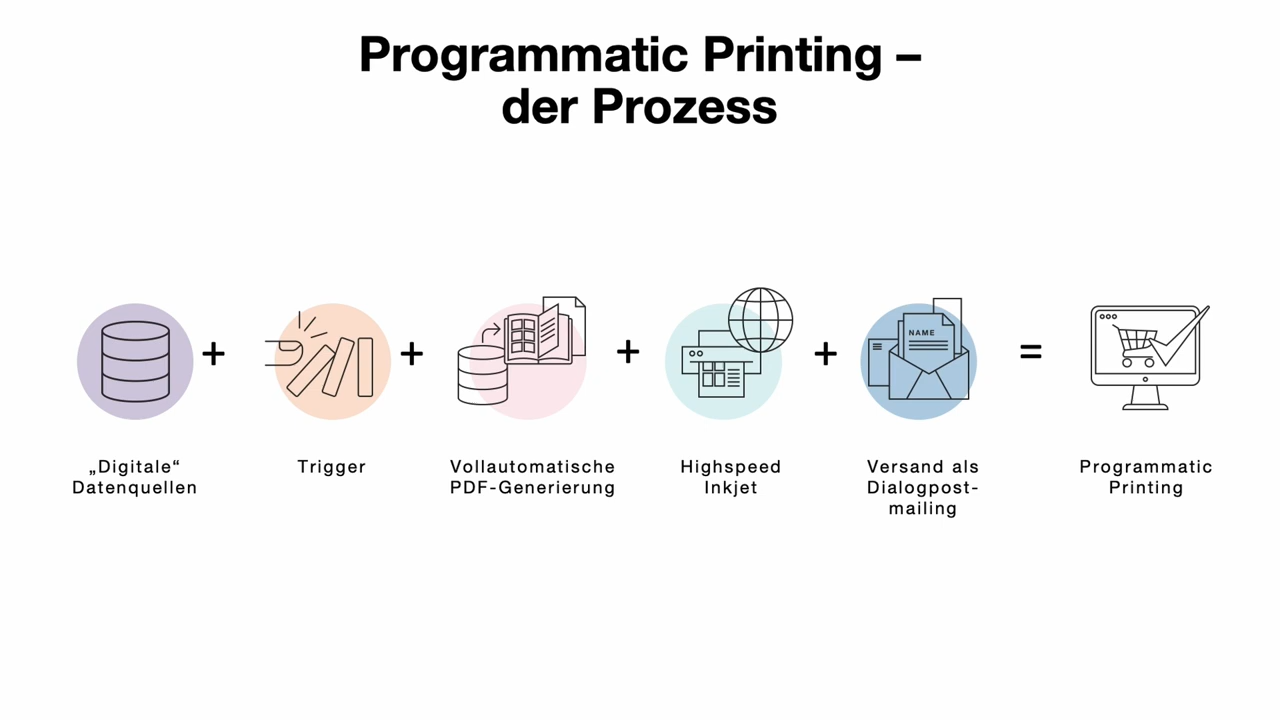 Programmatic Printing –
der Prozess
NAME
+
+
+
+
=
„Digitale“
Datenquellen
Trigger
Vollautomatische
PDF-Generierung
Highspeed
Inkjet
Versand als
Dialogpost-
mailing
Programmatic
Printing